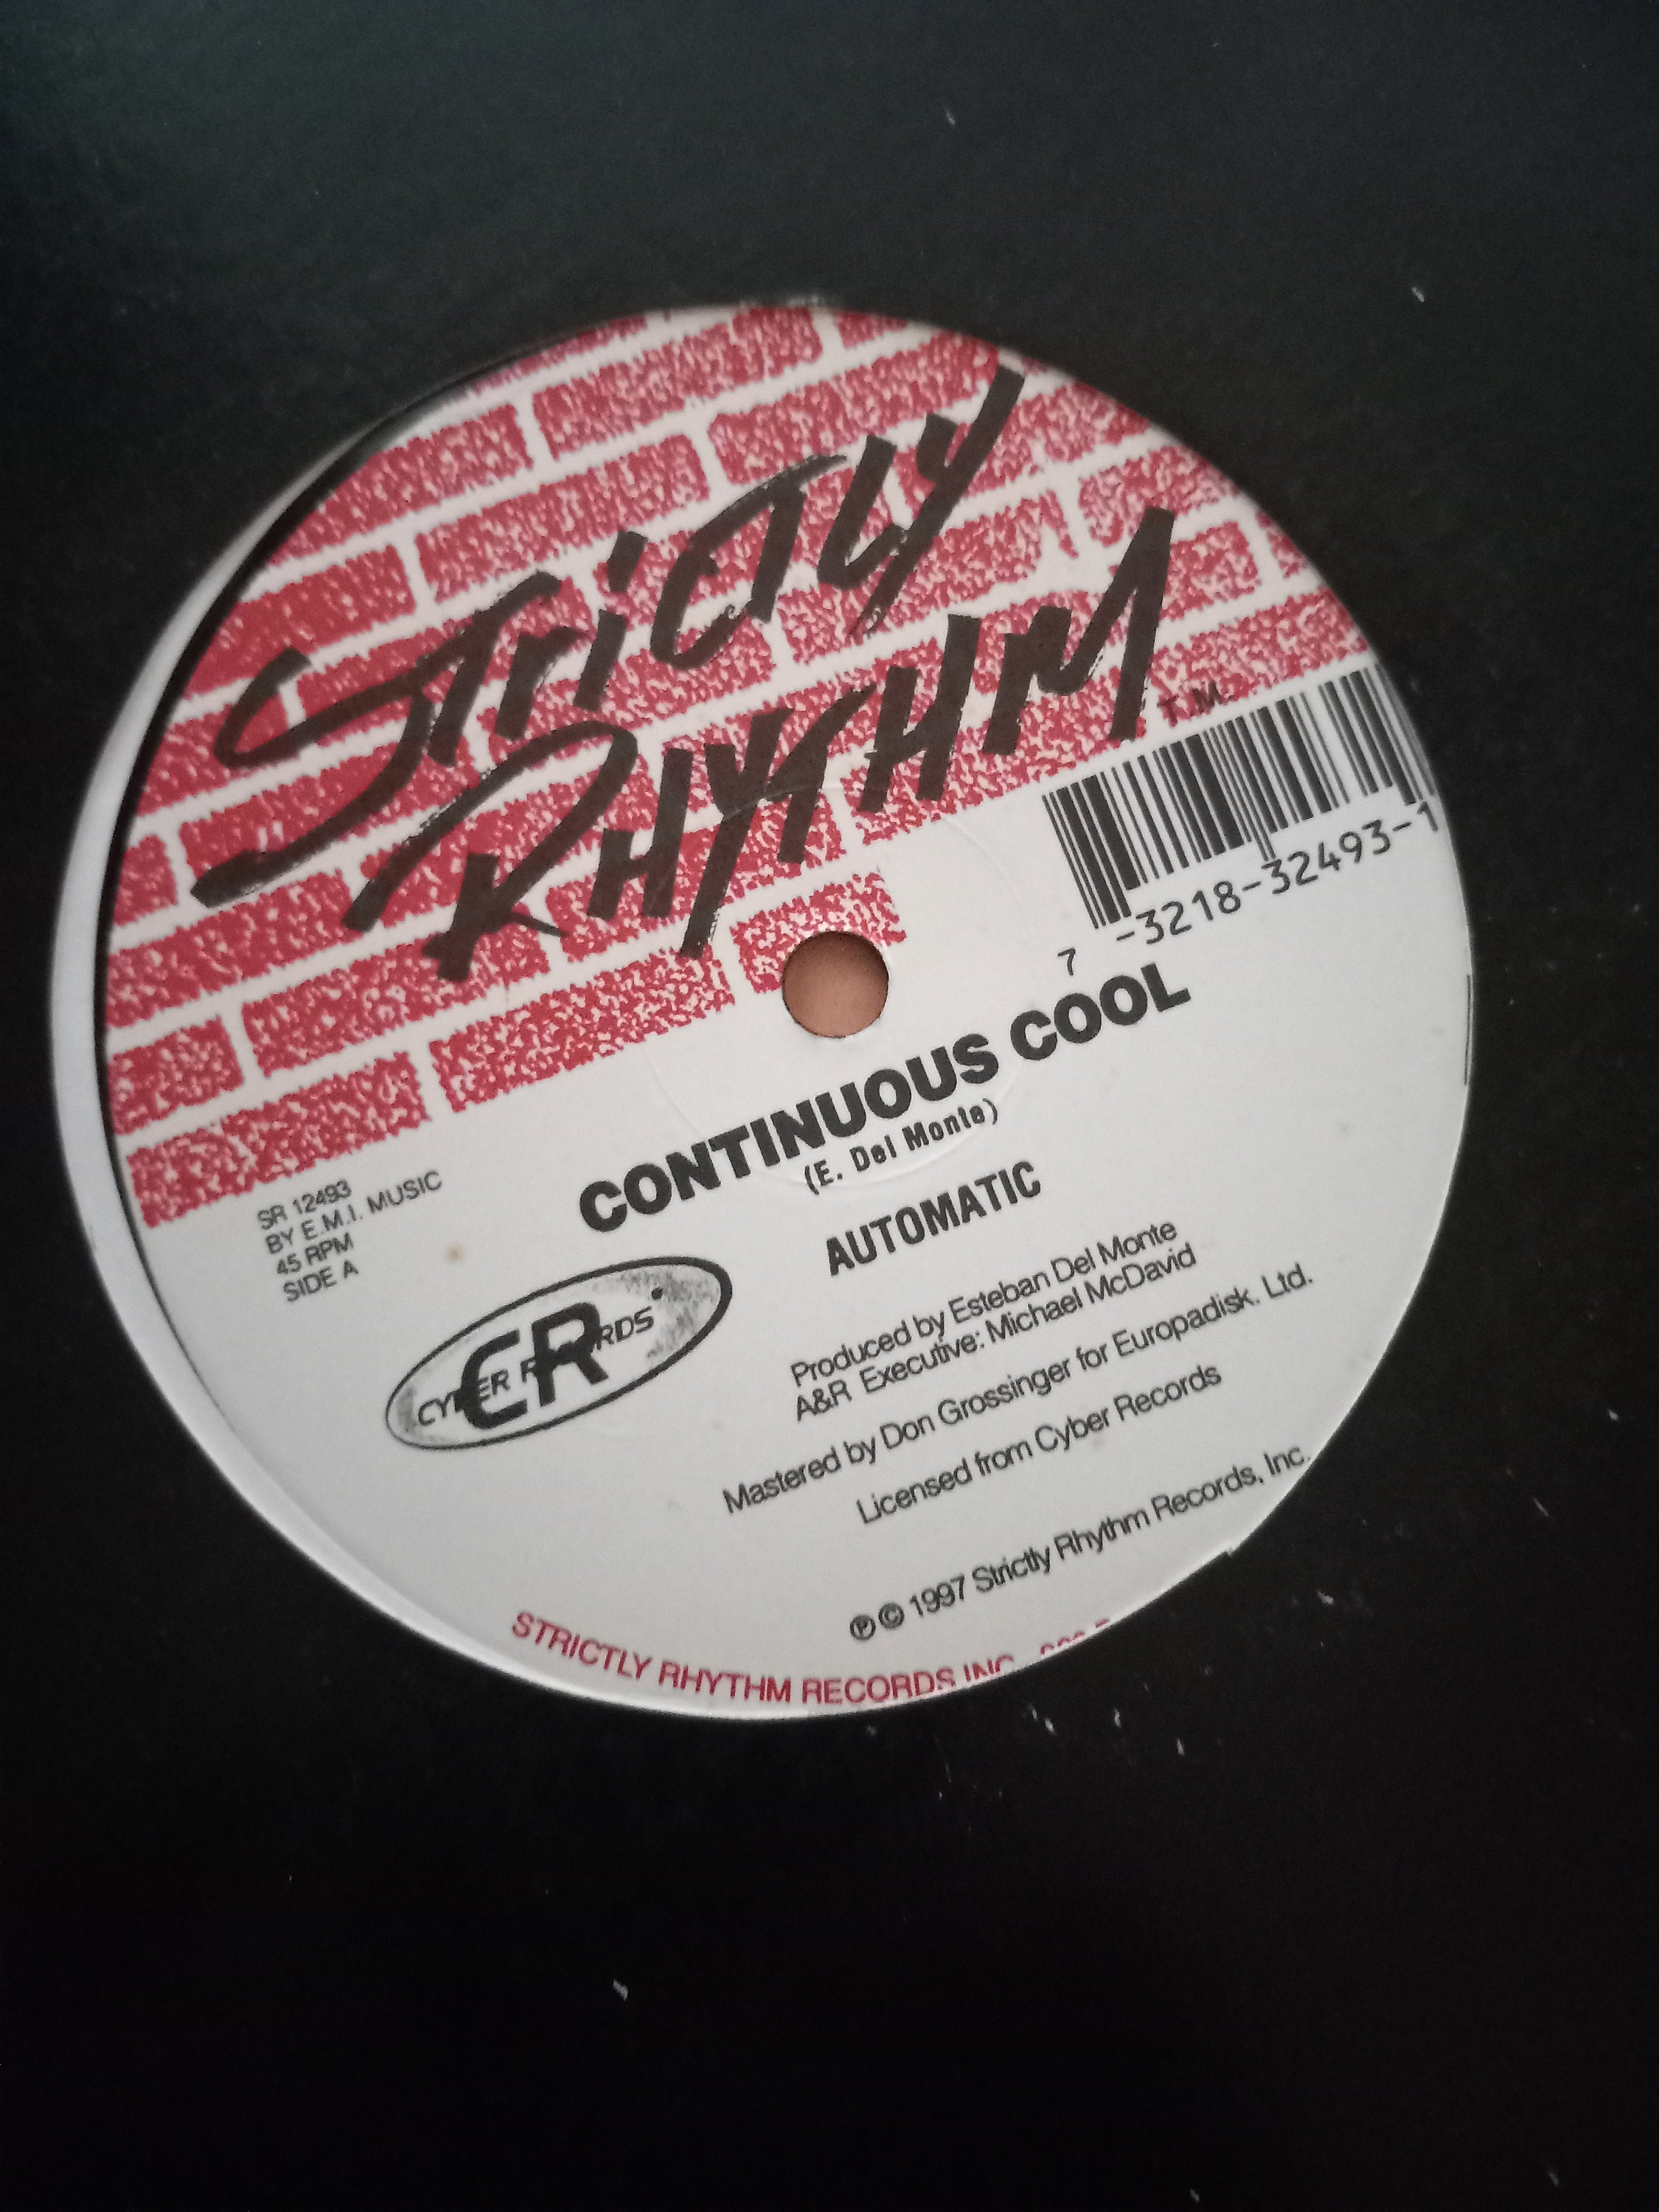 STRICTLY
RHYTHM
T.M.
7 -3218-32493-1
CONTINUOUS COOL
(E. Del Monte)
AUTOMATIC
SR 12493
BY E.M.I. MUSIC
45 RPM
SIDE A
CYBER RECORDS
CR
Produced by Esteban Del Monte
A&R Executive: Michael McDavid
Mastered by Don Grossinger for Europadisk. Ltd.
Licensed from Cyber Records
℗ © 1997 Strictly Rhythm Records, Inc.
STRICTLY RHYTHM RECORDS INC.